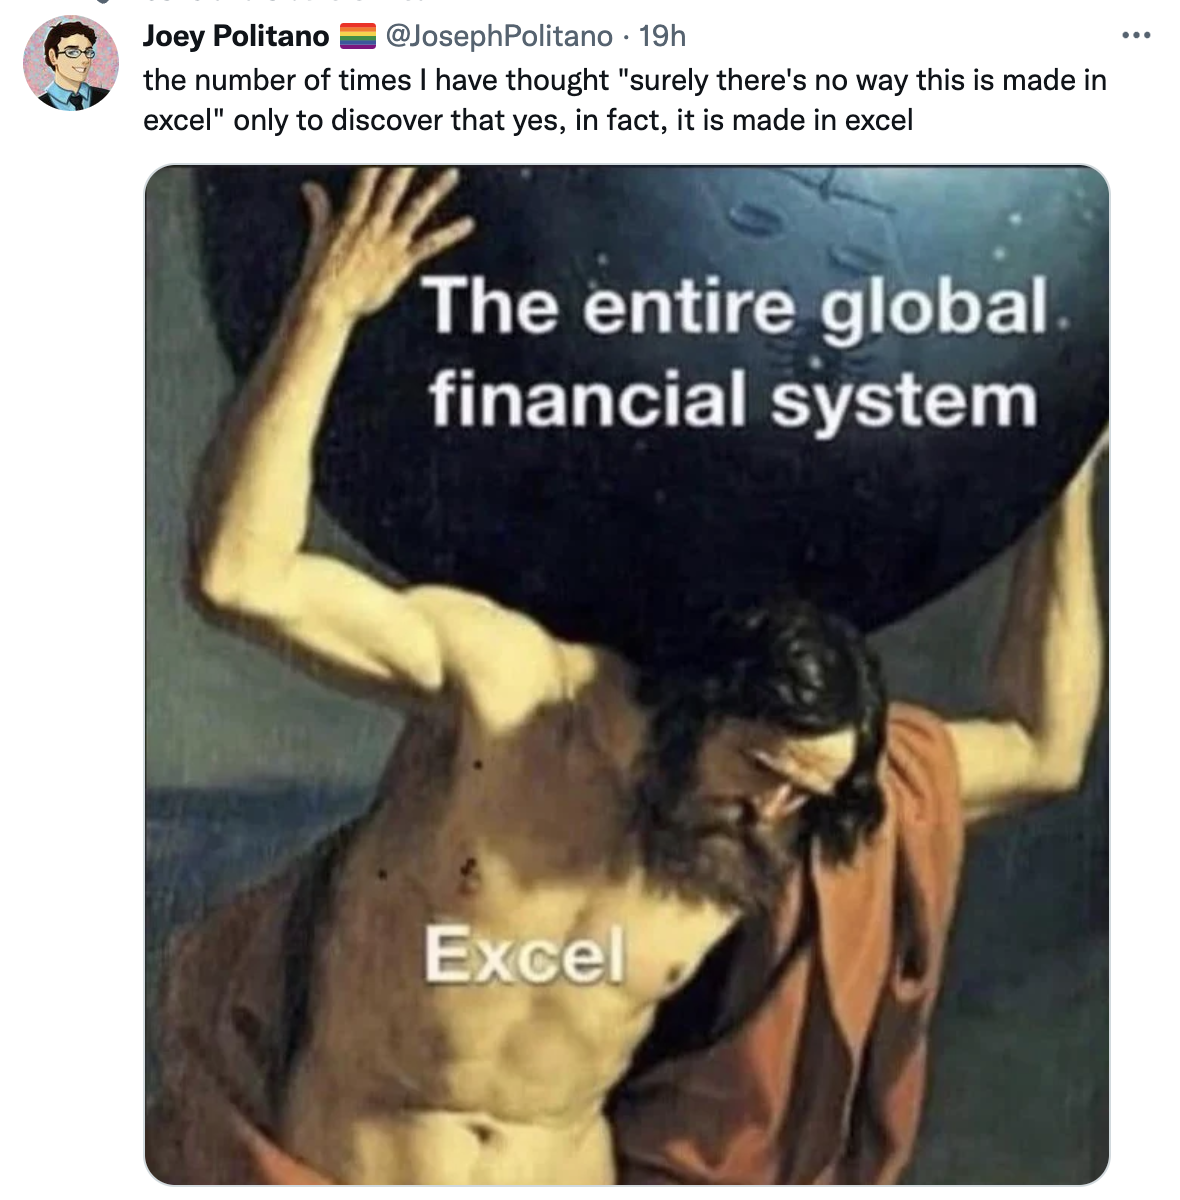 Joey Politano 🏳️‍🌈 @JosephPolitano · 19h
the number of times I have thought "surely there's no way this is made in
excel" only to discover that yes, in fact, it is made in excel
The entire global
financial system
Excel